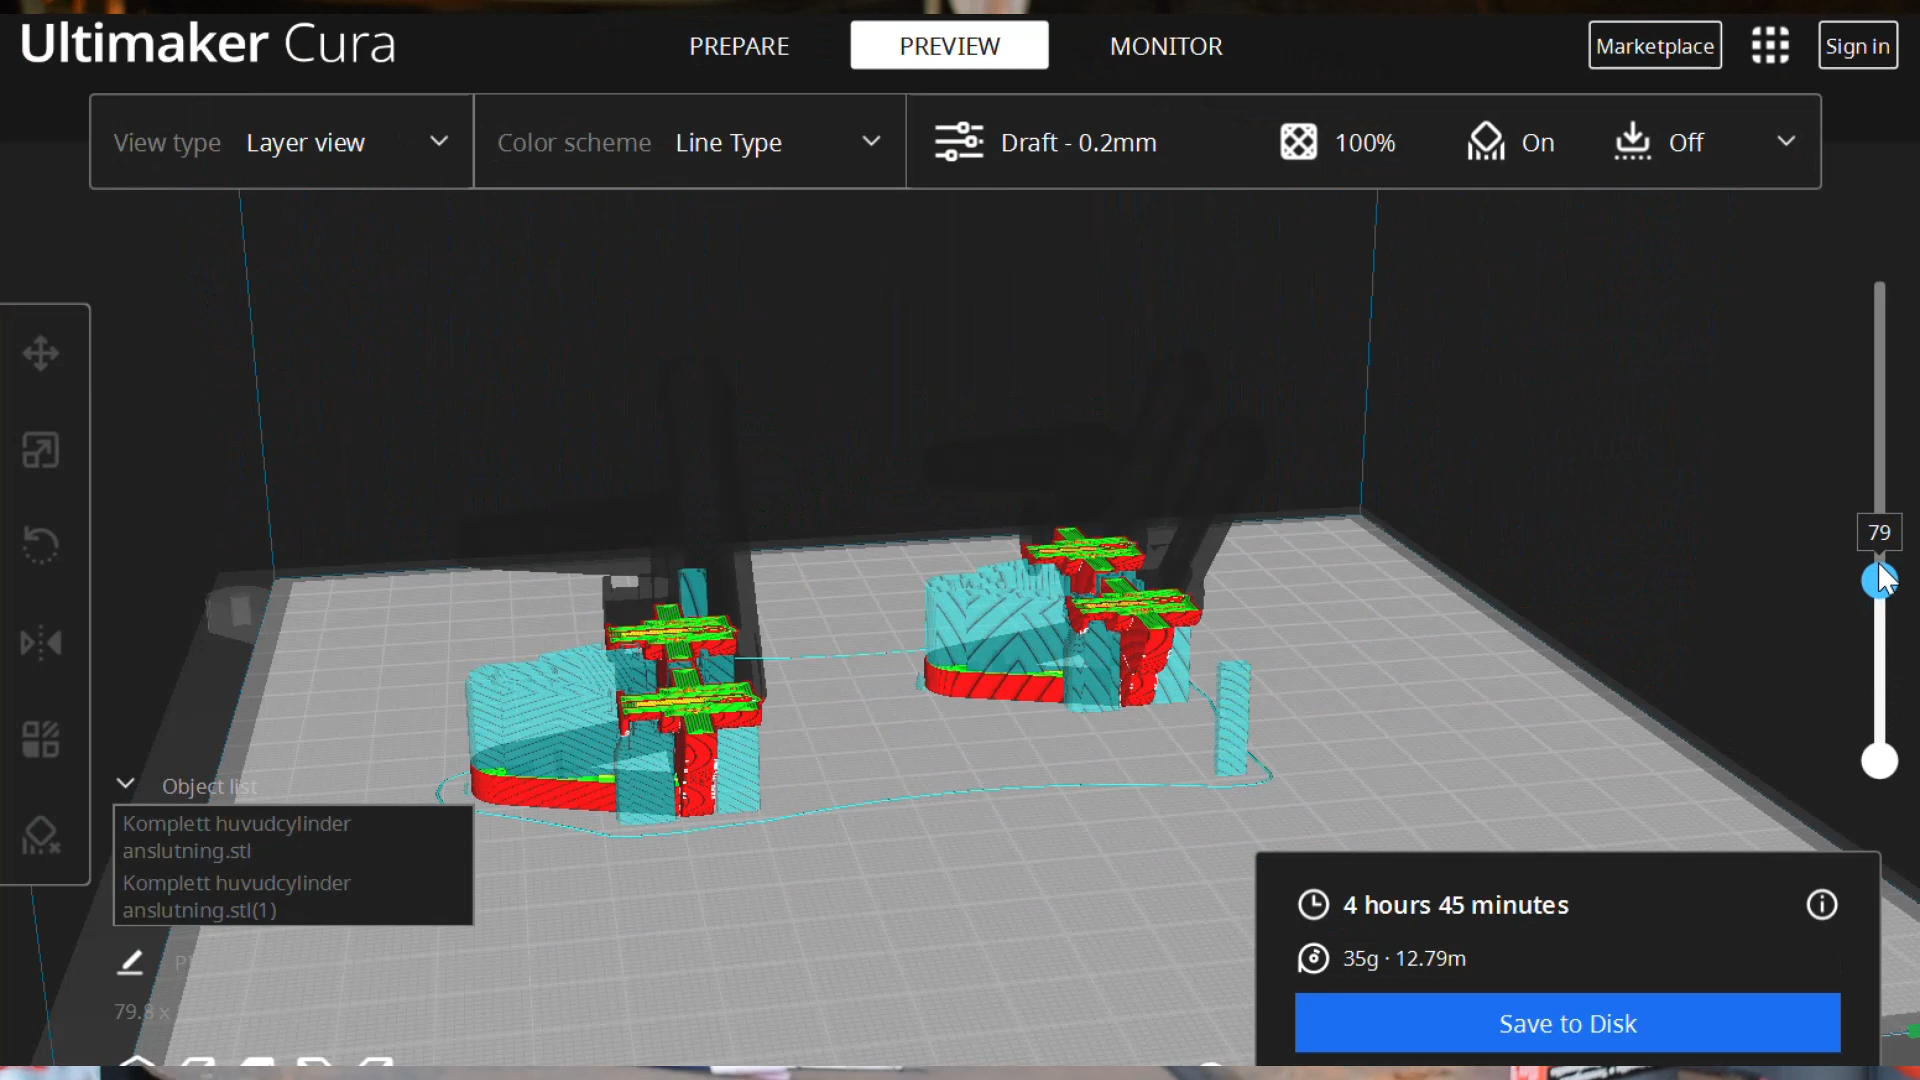 Ultimaker Cura
PREPARE
PREVIEW
MONITOR
Marketplace
Sign in
View type Layer view
Color scheme Line Type
Draft - 0.2mm
100%
On
Off
79
Object list
Komplett huvudcylinder
anslutning.stl
Komplett huvudcylinder
anslutning.stl(1)
79.8 x
4 hours 45 minutes
35g · 12.79m
Save to Disk